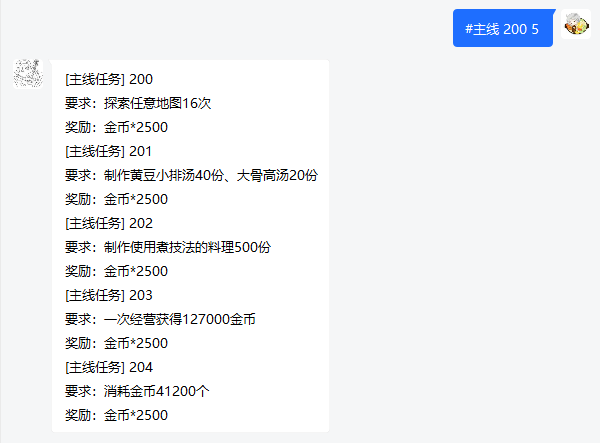 #主线 200 5
[主线任务] 200
要求：探索任意地图16次
奖励：金币*2500
[主线任务] 201
要求：制作黄豆小排汤40份、大骨高汤20份
奖励：金币*2500
[主线任务] 202
要求：制作使用煮技法的料理500份
奖励：金币*2500
[主线任务] 203
要求：一次经营获得127000金币
奖励：金币*2500
[主线任务] 204
要求：消耗金币41200个
奖励：金币*2500